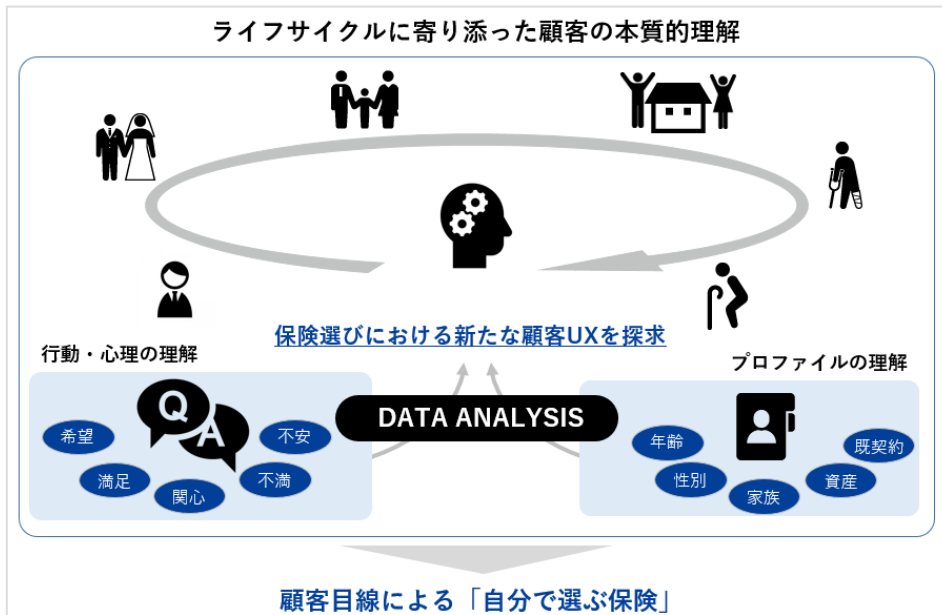 ライフサイクルに寄り添った顧客の本質的理解
保険選びにおける新たな顧客UXを探求
行動・心理の理解
プロファイルの理解
Q
A
DATA ANALYSIS
希望
満足
関心
不満
不安
年齢
性別
家族
資産
既契約
顧客目線による「自分で選ぶ保険」